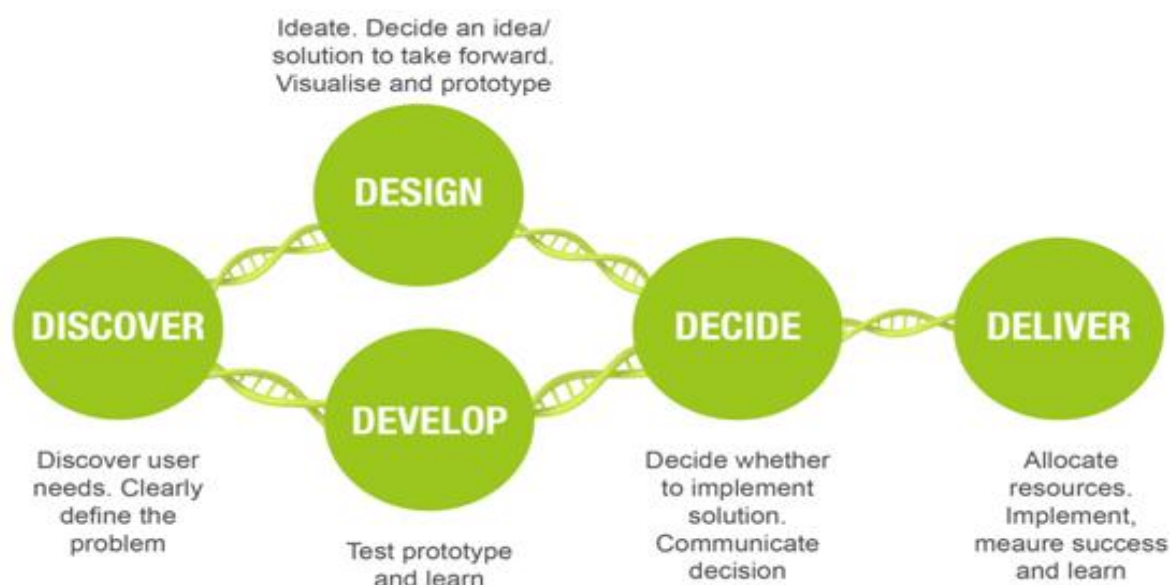 Ideate. Decide an idea/
solution to take forward.
Visualise and prototype
DESIGN
DISCOVER
DECIDE
DELIVER
DEVELOP
Discover user
needs. Clearly
define the
problem
Test prototype
and learn
Decide whether
to implement
solution.
Communicate
decision
Allocate
resources.
Implement,
meaure success
and learn